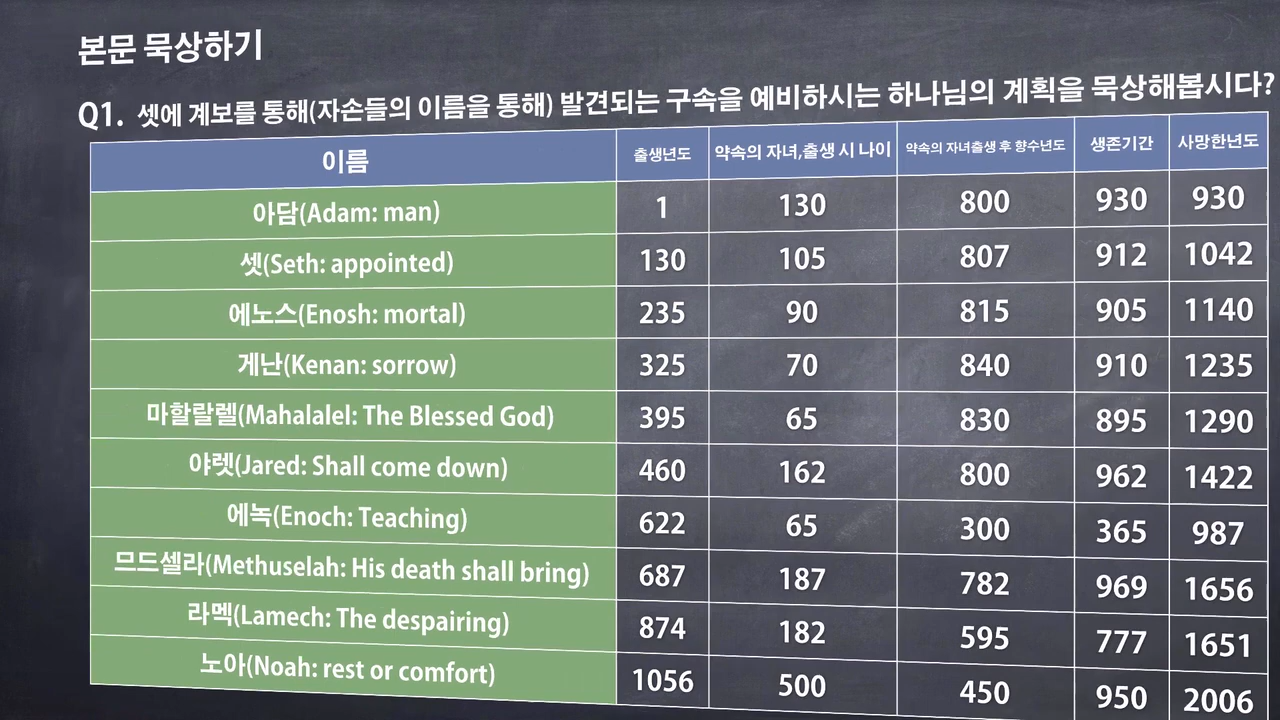 본문 묵상하기
Q1. 셋에 계보를 통해(자손들의 이름을 통해) 발견되는 구속을 예비하시는 하나님의 계획을 묵상해봅시다?
이름 출생년도 약속의 자녀,출생 시 나이 약속의 자녀출생 후 향수년도 생존기간 사망한년도
아담(Adam: man) 1 130 800 930 930
셋(Seth: appointed) 130 105 807 912 1042
에노스(Enosh: mortal) 235 90 815 905 1140
게난(Kenan: sorrow) 325 70 840 910 1235
마할랄렐(Mahalalel: The Blessed God) 395 65 830 895 1290
야렛(Jared: Shall come down) 460 162 800 962 1422
에녹(Enoch: Teaching) 622 65 300 365 987
므드셀라(Methuselah: His death shall bring) 687 187 782 969 1656
라멕(Lamech: The despairing) 874 182 595 777 1651
노아(Noah: rest or comfort) 1056 500 450 950 2006